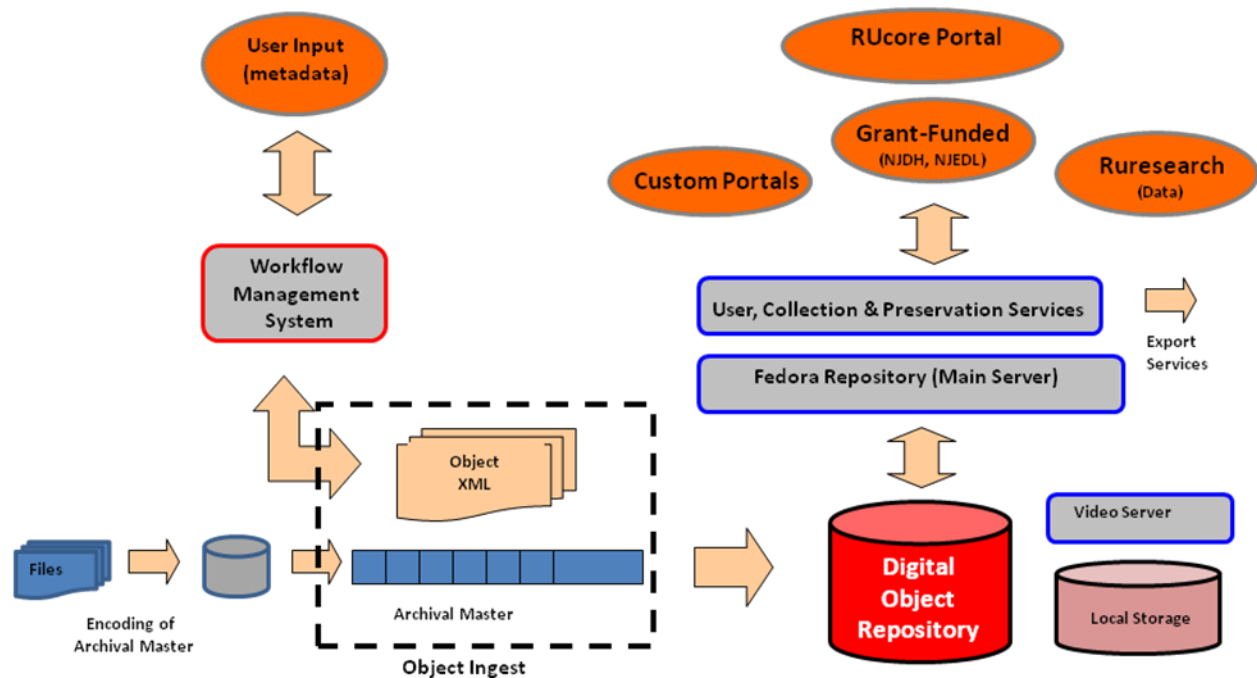 User Input
(metadata)
RUcore Portal
Grant-Funded
(NJDH, NJEDL)
Custom Portals
Ruresearch
(Data)
Workflow
Management
System
User, Collection & Preservation Services
Export
Services
Fedora Repository (Main Server)
Object
XML
Files
Encoding of
Archival Master
Archival Master
Object Ingest
Digital
Object
Repository
Video Server
Local Storage